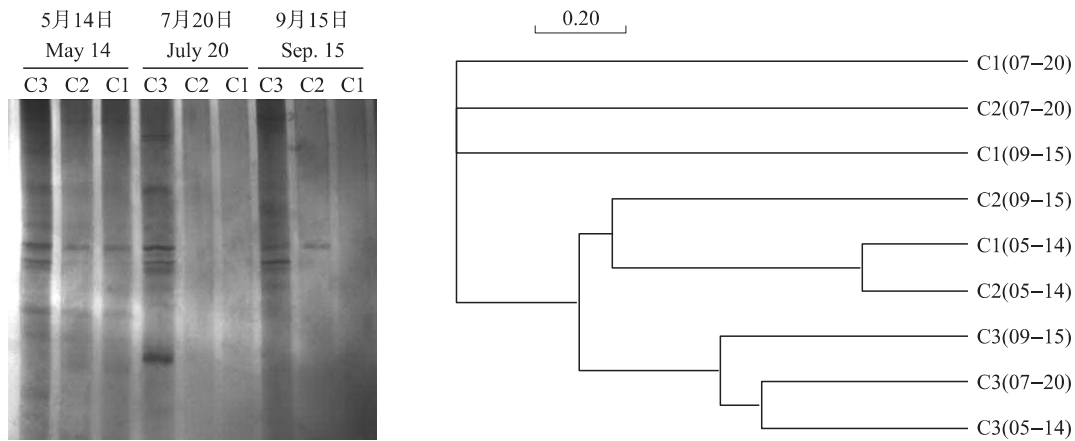 5月14日 7月20日 9月15日
May 14 July 20 Sep. 15
C3 C2 C1 C3 C2 C1 C3 C2 C1
0.20
C1(07−20)
C2(07−20)
C1(09−15)
C2(09−15)
C1(05−14)
C2(05−14)
C3(09−15)
C3(07−20)
C3(05−14)